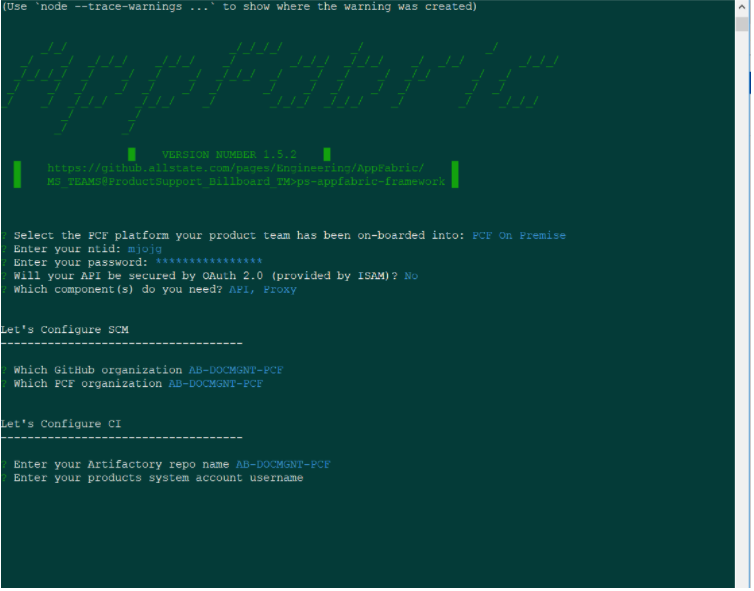 (Use `node --trace-warnings ...` to show where the warning was created)
AppFabric
VERSION NUMBER 1.5.2
https://github.allstate.com/pages/Engineering/AppFabric/
MS_TEAMS@ProductSupport_Billboard_TM>ps-appfabric-framework
? Select the PCF platform your product team has been on-boarded into: PCF On Premise
? Enter your ntid: mjojg
? Enter your password: ****************
? Will your API be secured by OAuth 2.0 (provided by ISAM)? No
? Which component(s) do you need? API, Proxy
Let's Configure SCM
------------------------------------
? Which GitHub organization AB-DOCMGNT-PCF
? Which PCF organization AB-DOCMGNT-PCF
Let's Configure CI
------------------------------------
? Enter your Artifactory repo name AB-DOCMGNT-PCF
? Enter your products system account username